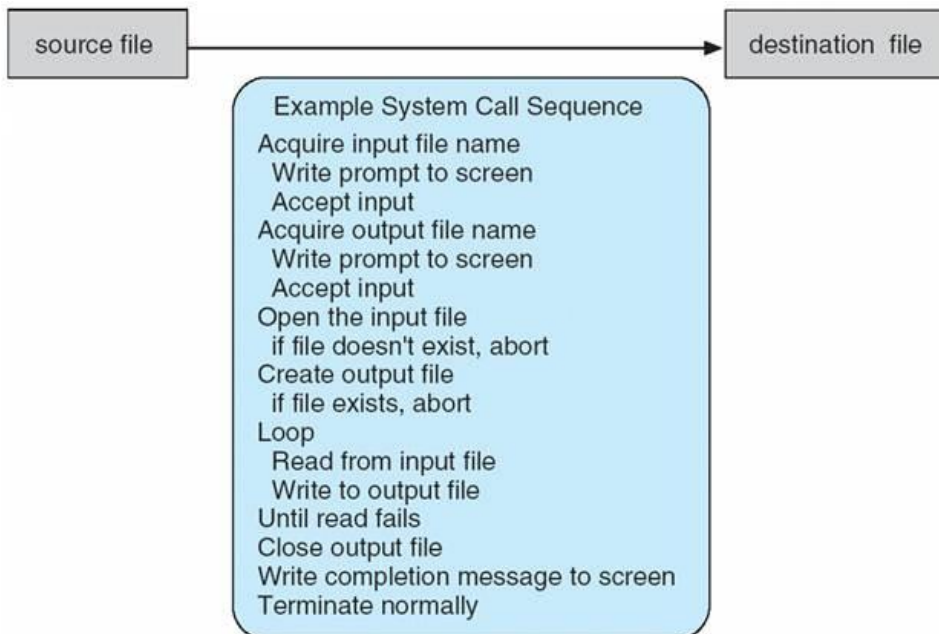 source file
destination file
Example System Call Sequence
Acquire input file name
Write prompt to screen
Accept input
Acquire output file name
Write prompt to screen
Accept input
Open the input file
if file doesn't exist, abort
Create output file
if file exists, abort
Loop
Read from input file
Write to output file
Until read fails
Close output file
Write completion message to screen
Terminate normally